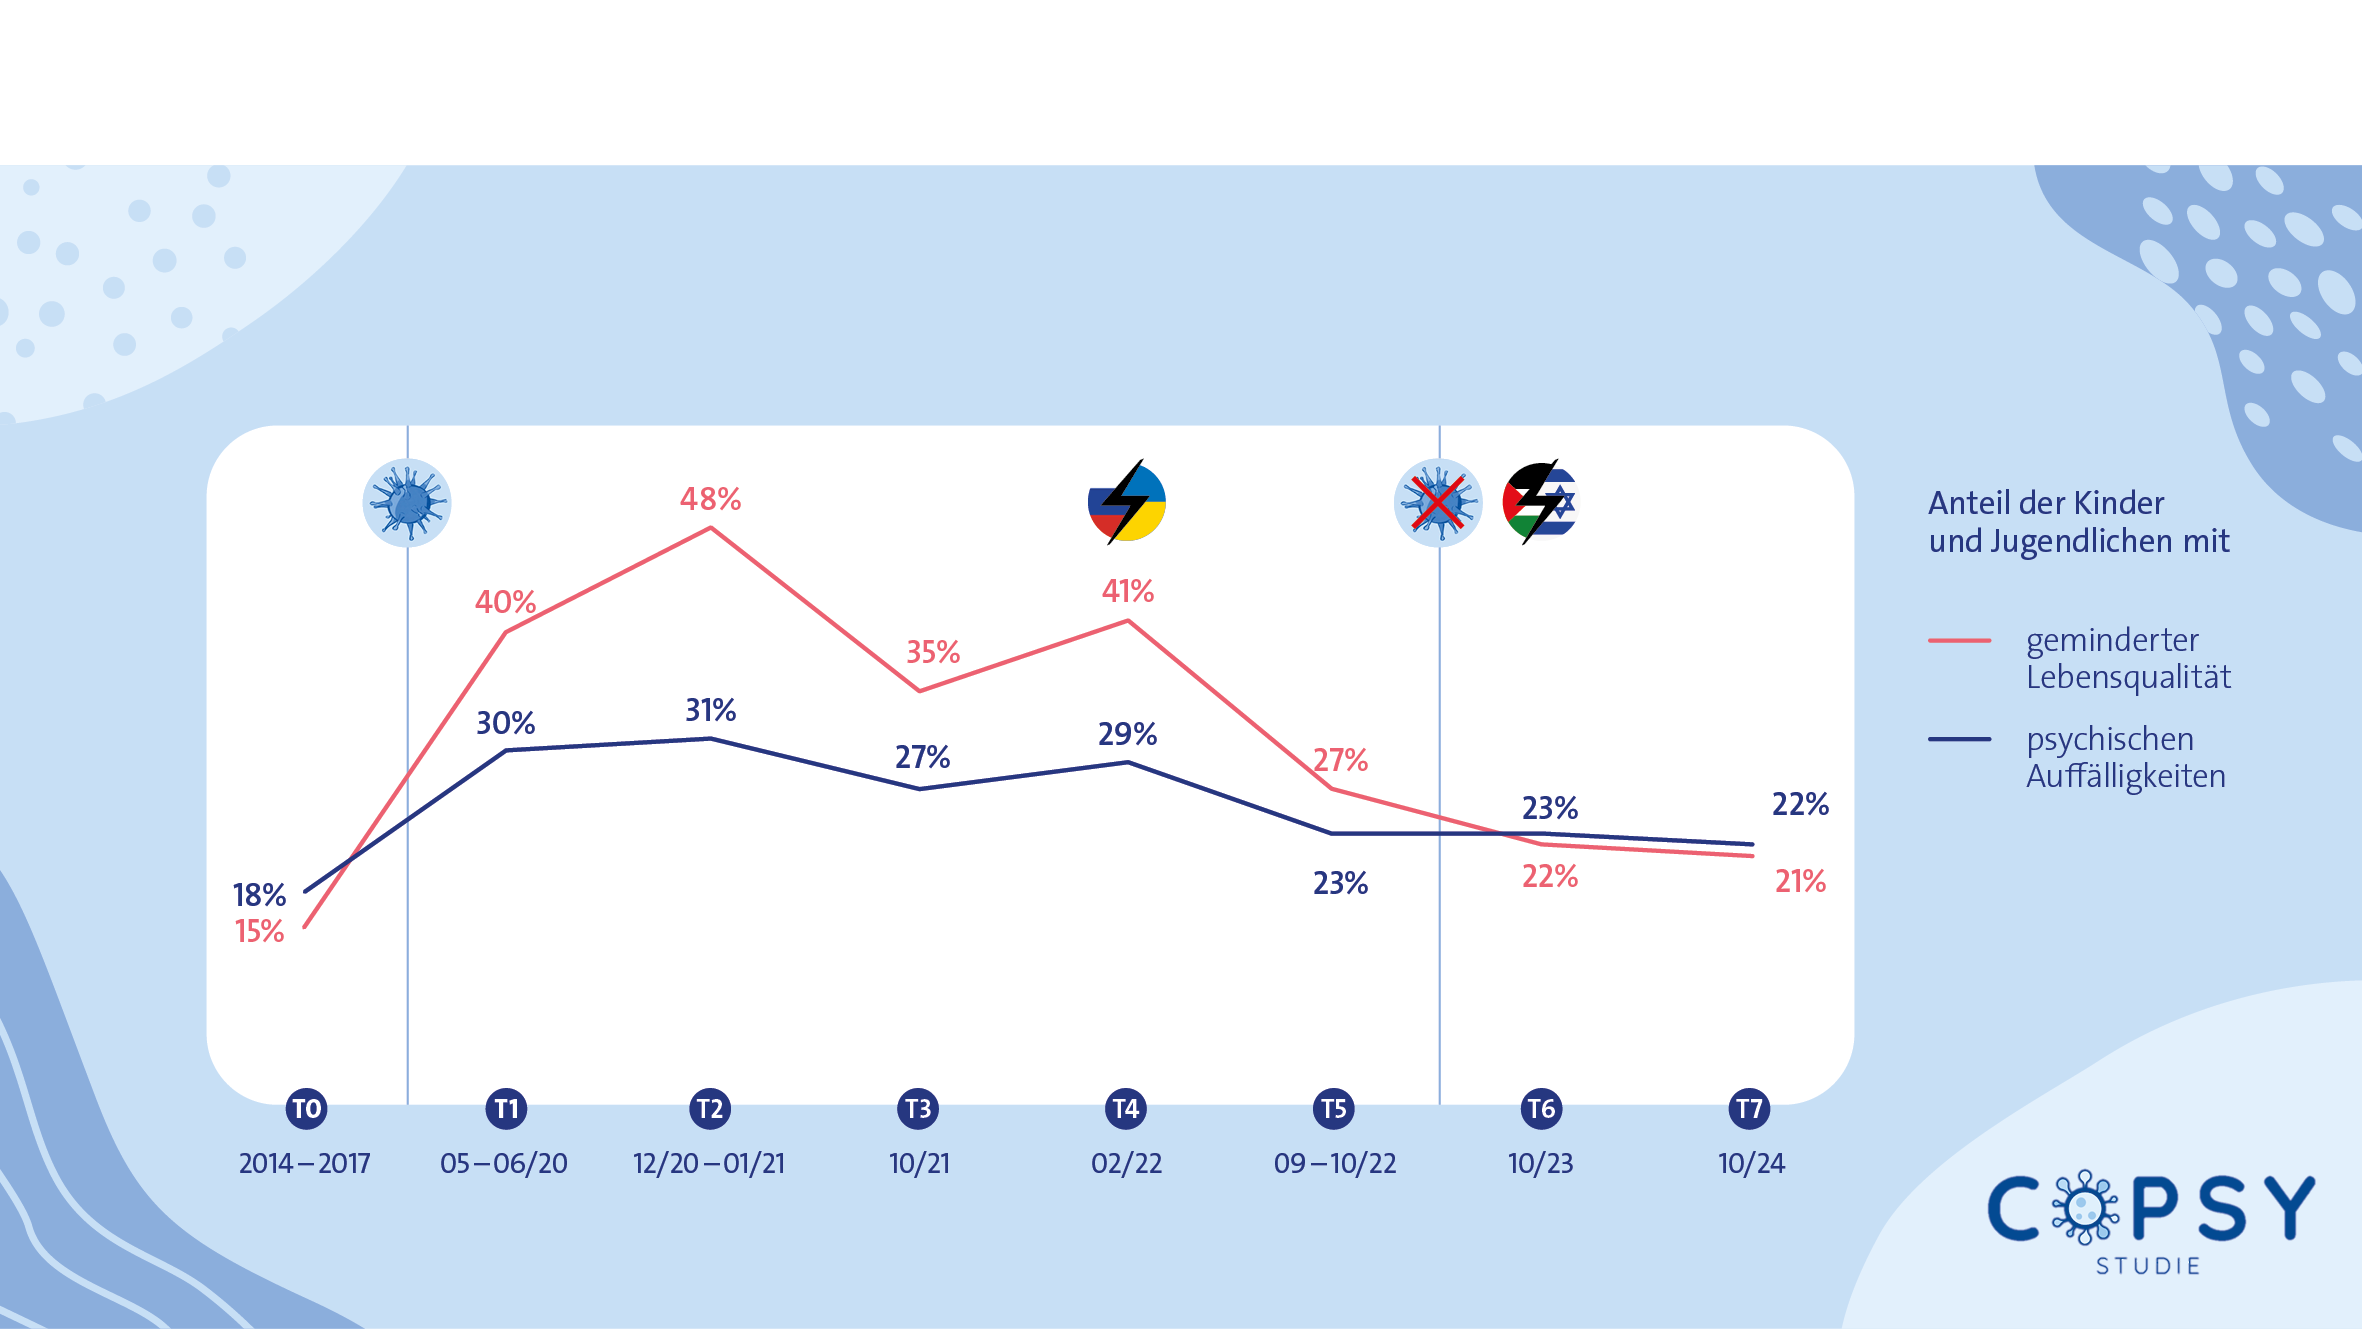 48%
40%
41%
35%
31%
30%
29%
27%
27%
23%
22%
18%
15%
23%
22%
21%
T0
T1
T2
T3
T4
T5
T6
T7
2014–2017
05–06/20
12/20–01/21
10/21
02/22
09–10/22
10/23
10/24
Anteil der Kinder
und Jugendlichen mit
geminderter
Lebensqualität
psychischen
Auffälligkeiten
COPSY
STUDIE